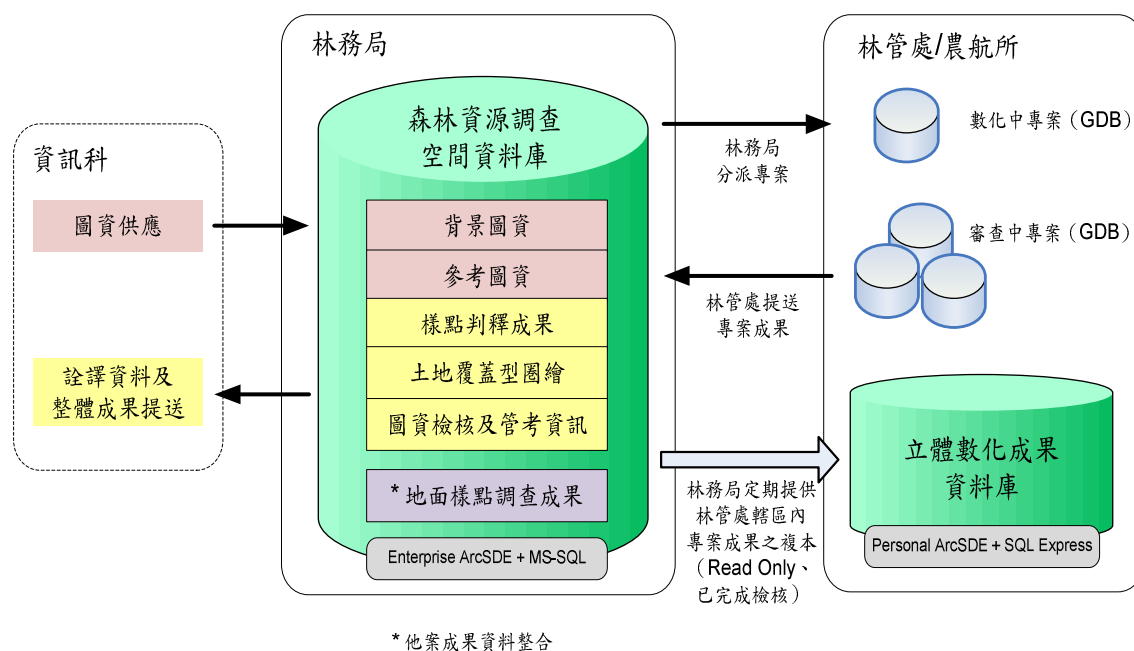 資訊科
圖資供應
詮譯資料及
整體成果提送
林務局
森林資源調查
空間資料庫
背景圖資
參考圖資
樣點判釋成果
土地覆蓋型圈繪
圖資檢核及管考資訊
*地面樣點調查成果
Enterprise ArcSDE + MS-SQL
林務局
分派專案
林管處提送
專案成果
林務局定期提供
林管處轄區內
專案成果之複本
(Read Only、
已完成檢核)
林管處/農航所
數化中專案(GDB)
審查中專案(GDB)
立體數化成果
資料庫
Personal ArcSDE + SQL Express
*他案成果資料整合